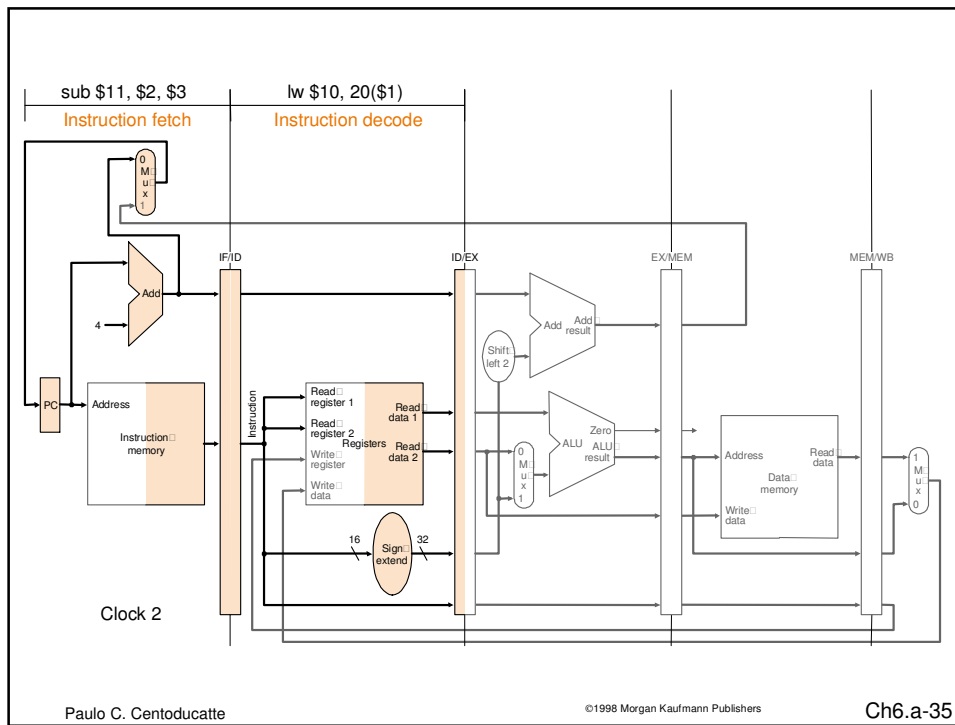 sub $11, $2, $3
lw $10, 20($1)
Instruction fetch
Instruction decode
0
M
u
x
1
IF/ID
ID/EX
EX/MEM
MEM/WB
Add
4
Add
Add
result
Shift
left 2
PC
Address
Instruction
memory
Instruction
Read
register 1
Read
register 2
Write
register
Write
data
Registers
Read
data 1
Read
data 2
0
M
u
x
1
ALU
Zero
ALU
result
Address
Write
data
Read
data
Data
memory
1
M
u
x
0
16
Sign
extend
32
Clock 2
Paulo C. Centoducatte
©1998 Morgan Kaufmann Publishers
Ch6.a-35